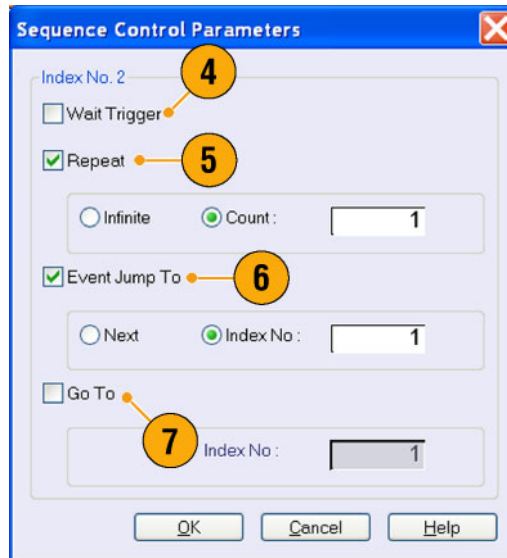 Sequence Control Parameters
Index No. 2
4
Wait Trigger
5
Repeat
Infinite Count : 1
6
Event Jump To
Next Index No : 1
Go To
7
Index No : 1
OK Cancel Help